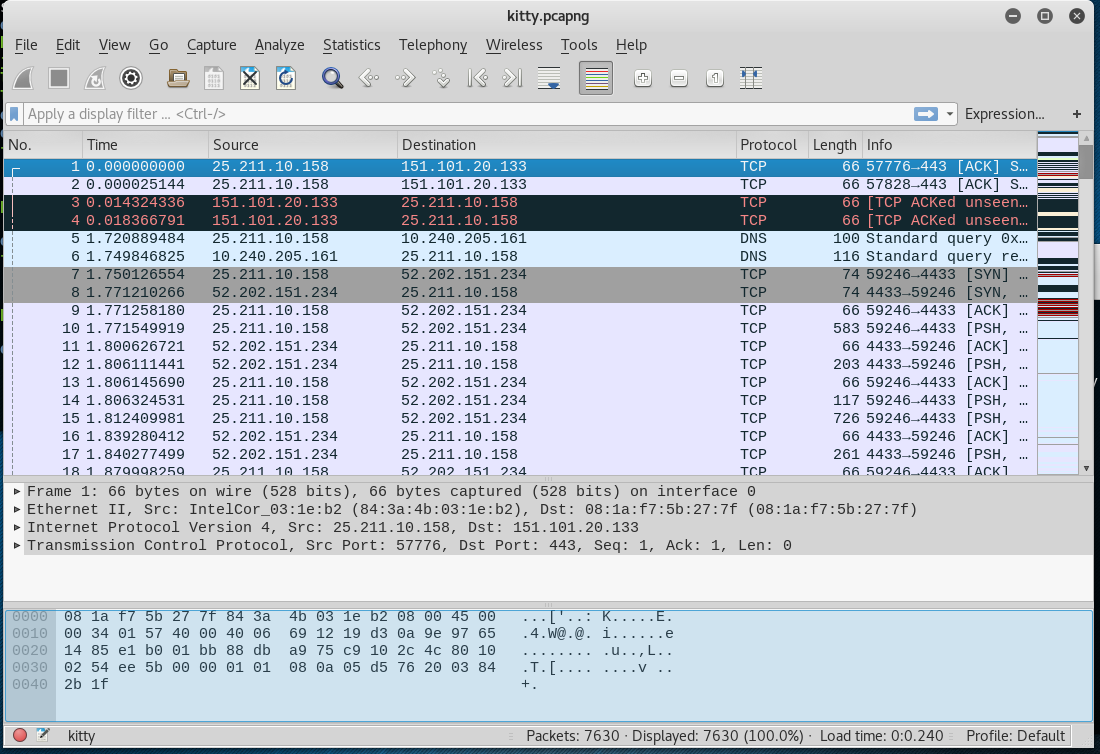 kitty.pcapng
File Edit View Go Capture Analyze Statistics Telephony Wireless Tools Help
Apply a display filter ... <Ctrl-/> Expression... +
No. Time Source Destination Protocol Length Info
1 0.000000000 25.211.10.158 151.101.20.133 TCP 66 57776→443 [ACK] S…
2 0.000025144 25.211.10.158 151.101.20.133 TCP 66 57828→443 [ACK] S…
3 0.014324336 151.101.20.133 25.211.10.158 TCP 66 [TCP ACKed unseen…
4 0.018366791 151.101.20.133 25.211.10.158 TCP 66 [TCP ACKed unseen…
5 1.720889484 25.211.10.158 10.240.205.161 DNS 100 Standard query 0x…
6 1.749846825 10.240.205.161 25.211.10.158 DNS 116 Standard query re…
7 1.750126554 25.211.10.158 52.202.151.234 TCP 74 59246→4433 [SYN] …
8 1.771210266 52.202.151.234 25.211.10.158 TCP 74 4433→59246 [SYN, …
9 1.771258180 25.211.10.158 52.202.151.234 TCP 66 59246→4433 [ACK] …
10 1.771549919 25.211.10.158 52.202.151.234 TCP 583 59246→4433 [PSH, …
11 1.800626721 52.202.151.234 25.211.10.158 TCP 66 4433→59246 [ACK] …
12 1.806111441 52.202.151.234 25.211.10.158 TCP 203 4433→59246 [PSH, …
13 1.806145690 25.211.10.158 52.202.151.234 TCP 66 59246→4433 [ACK] …
14 1.806324531 25.211.10.158 52.202.151.234 TCP 117 59246→4433 [PSH, …
15 1.812409981 25.211.10.158 52.202.151.234 TCP 726 59246→4433 [PSH, …
16 1.839280412 52.202.151.234 25.211.10.158 TCP 66 4433→59246 [ACK] …
17 1.840277499 52.202.151.234 25.211.10.158 TCP 261 4433→59246 [PSH, …
18 1.879998259 25.211.10.158 52.202.151.234 TCP 66 59246→4433 [ACK] …
Frame 1: 66 bytes on wire (528 bits), 66 bytes captured (528 bits) on interface 0
Ethernet II, Src: IntelCor_03:1e:b2 (84:3a:4b:03:1e:b2), Dst: 08:1a:f7:5b:27:7f (08:1a:f7:5b:27:7f)
Internet Protocol Version 4, Src: 25.211.10.158, Dst: 151.101.20.133
Transmission Control Protocol, Src Port: 57776, Dst Port: 443, Seq: 1, Ack: 1, Len: 0
0000 08 1a f7 5b 27 7f 84 3a 4b 03 1e b2 08 00 45 00 ...['..: K.....E.
0010 00 34 01 57 40 00 40 06 69 12 19 d3 0a 9e 97 65 .4.W@.@. i......e
0020 14 85 e1 b0 01 bb 88 db a9 75 c9 10 2c 4c 80 10 ........ .u..,L..
0030 02 54 ee 5b 00 00 01 01 08 0a 05 d5 76 20 03 84 .T.[.... ....v ..
0040 2b 1f +.
kitty Packets: 7630 · Displayed: 7630 (100.0%) · Load time: 0:0.240 Profile: Default